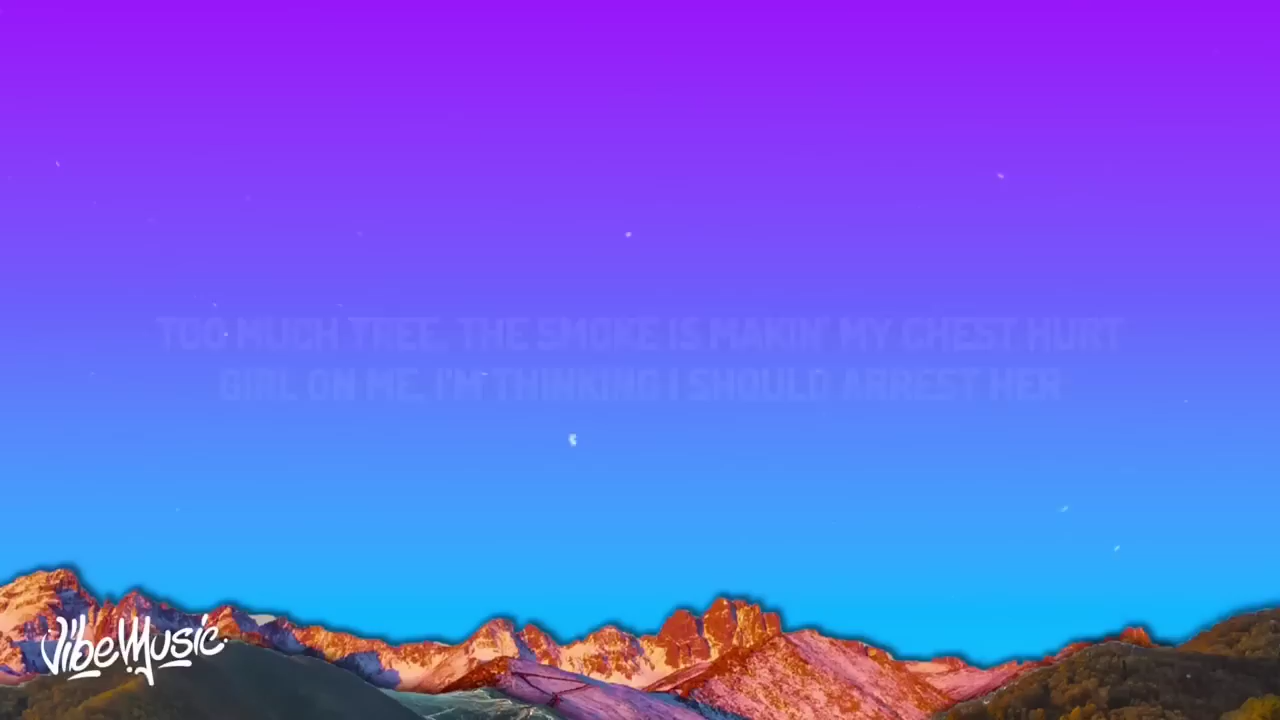 TOO MUCH TREE, THE SMOKE IS MAKIN' MY CHEST HURT
GIRL ON ME, I'M THINKING I SHOULD ARREST HER
VibeMusic